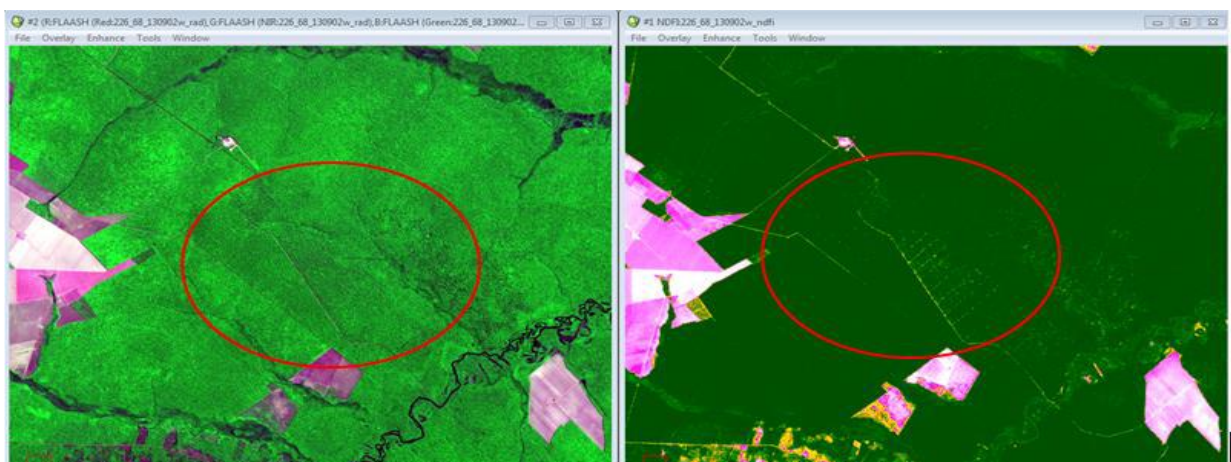 #2 (R:FLAASH (Red:226_68_130902w_rad),G:FLAASH (NIR:226_68_130902w_rad),B:FLAASH (Green:226_68_130902...
File Overlay Enhance Tools Window
#1 NDFI:226_68_130902w_ndfi
File Overlay Enhance Tools Window